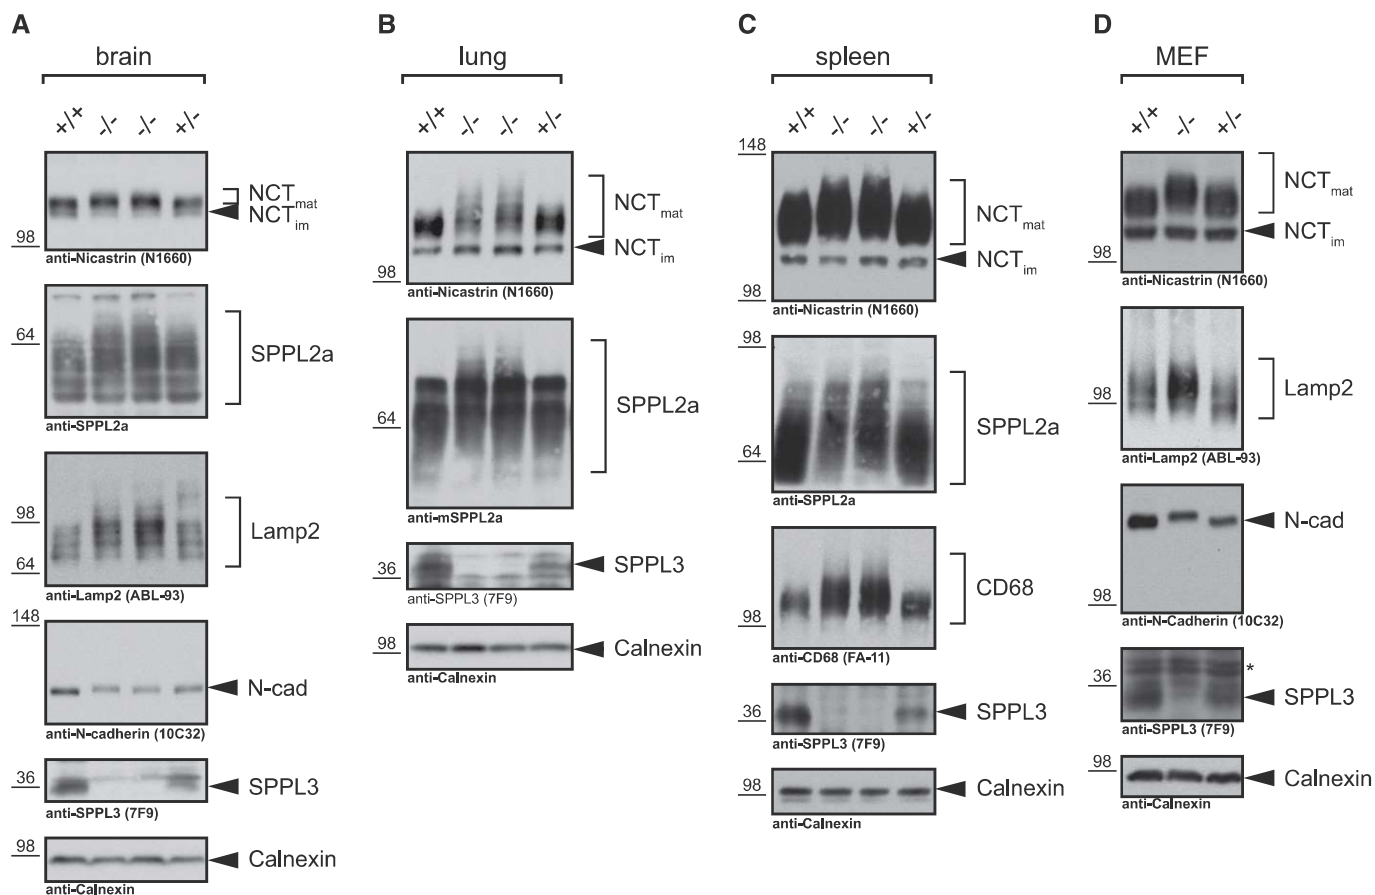 A
brain
+/+ -/- -/- +/-
NCTmat
NCTim
98
anti-Nicastrin (N1660)
64
SPPL2a
anti-SPPL2a
98
Lamp2
64
anti-Lamp2 (ABL-93)
148
N-cad
anti-N-cadherin (10C32)
36
SPPL3
anti-SPPL3 (7F9)
98
Calnexin
anti-Calnexin
B
lung
+/+ -/- -/- +/-
NCTmat
NCTim
98
anti-Nicastrin (N1660)
SPPL2a
64
anti-mSPPL2a
SPPL3
36
anti-SPPL3 (7F9)
98
Calnexin
anti-Calnexin
C
spleen
+/+ -/- -/- +/-
148
NCTmat
NCTim
98
anti-Nicastrin (N1660)
98
SPPL2a
64
anti-SPPL2a
CD68
98
anti-CD68 (FA-11)
36
SPPL3
anti-SPPL3 (7F9)
98
Calnexin
anti-Calnexin
D
MEF
+/+ -/- +/-
NCTmat
NCTim
98
anti-Nicastrin (N1660)
Lamp2
98
anti-Lamp2 (ABL-93)
N-cad
98
anti-N-Cadherin (10C32)
*
36
SPPL3
anti-SPPL3 (7F9)
98
Calnexin
anti-Calnexin